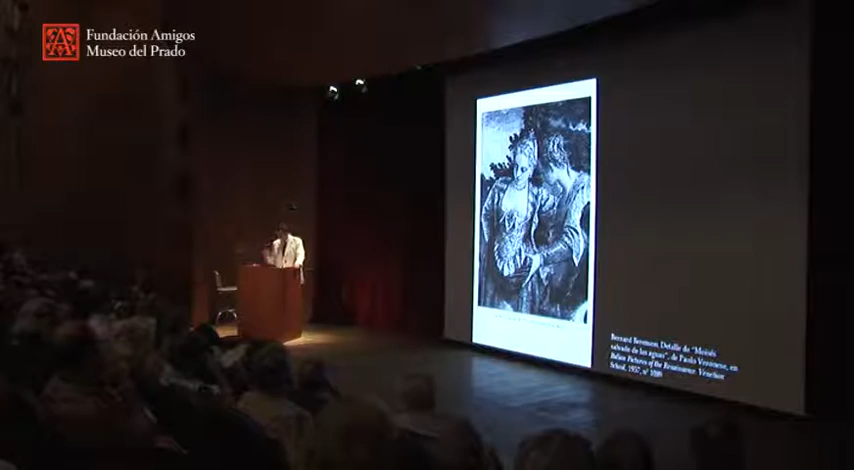 Fundación Amigos
Museo del Prado
Bernard Berenson, Detalle de "Moisés
salvado de las aguas", de Paolo Veronese, en
Italian Pictures of the Renaissance. Venetian
School, 1957, nº